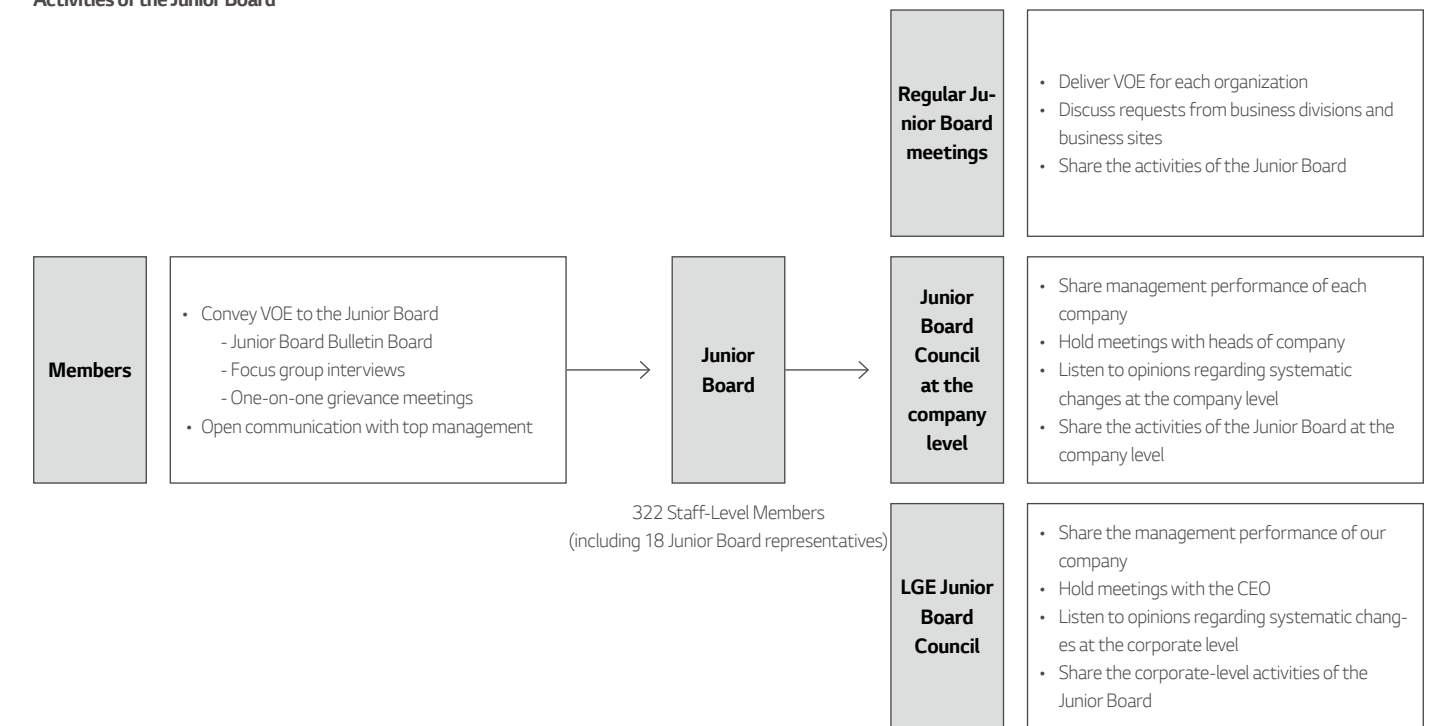 Activities of the Junior Board
Members
• Convey VOE to the Junior Board
- Junior Board Bulletin Board
- Focus group interviews
- One-on-one grievance meetings
• Open communication with top management
Junior
Board
322 Staff-Level Members
(including 18 Junior Board representatives)
Regular Ju-
nior Board
meetings
• Deliver VOE for each organization
• Discuss requests from business divisions and
business sites
• Share the activities of the Junior Board
Junior
Board
Council
at the
company
level
• Share management performance of each
company
• Hold meetings with heads of company
• Listen to opinions regarding systematic
changes at the company level
• Share the activities of the Junior Board at the
company level
LGE Junior
Board
Council
• Share the management performance of our
company
• Hold meetings with the CEO
• Listen to opinions regarding systematic chang-
es at the corporate level
• Share the corporate-level activities of the
Junior Board